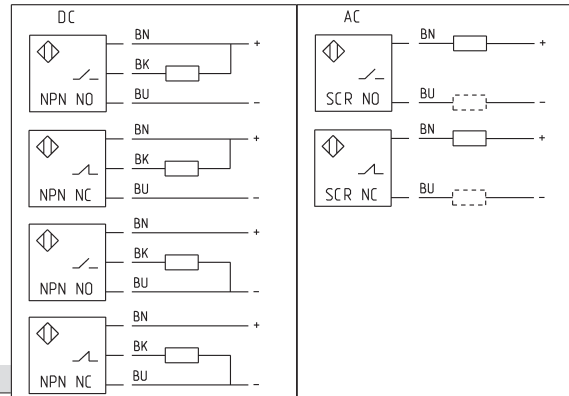 DC
BN
+
BK
NPN NO
BU
-
BN
+
BK
NPN NC
BU
-
BN
+
BK
NPN NO
BU
-
BN
+
BK
NPN NC
BU
-
AC
BN
+
SCR NO
BU
-
BN
+
SCR NC
BU
-